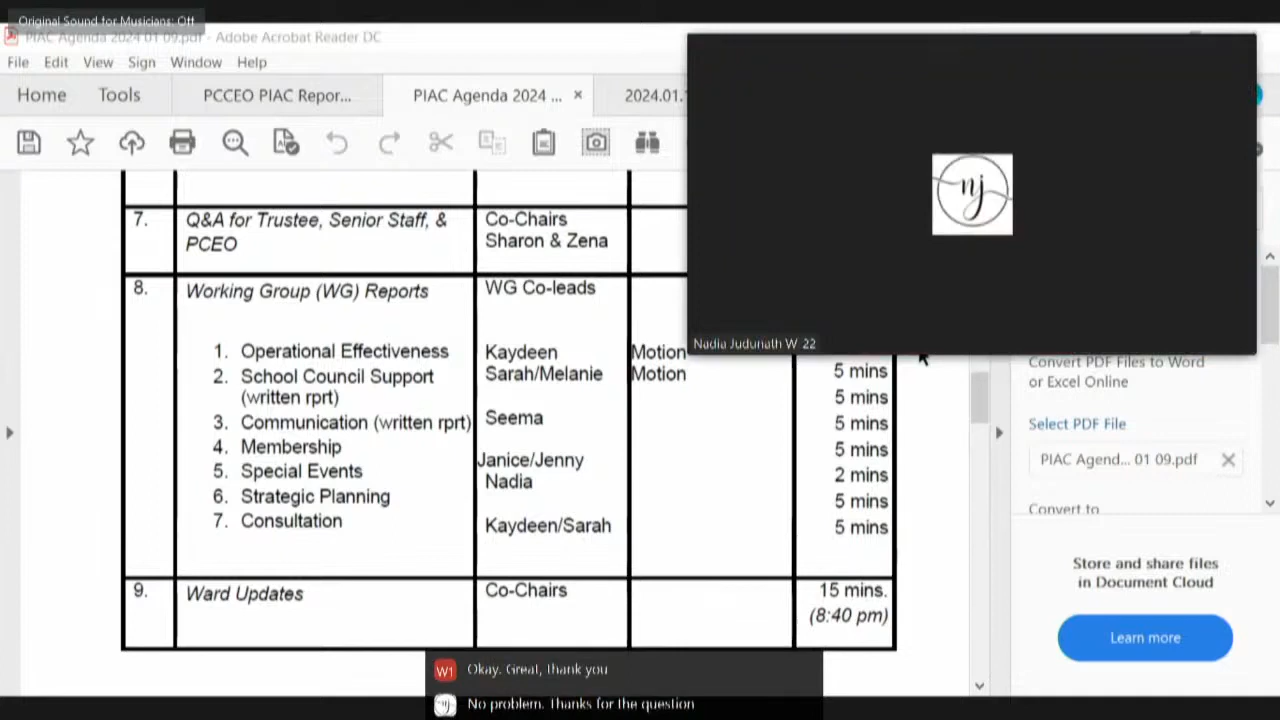 Original Sound for Musicians: Off
PIAC Agenda 2024 01 09.pdf - Adobe Acrobat Reader DC
File Edit View Sign Window Help
Home Tools PCCEO PIAC Repor... PIAC Agenda 2024 ... × 2024.01.
nj
Nadia Judunath W 22
7. Q&A for Trustee, Senior Staff, & PCEO
Co-Chairs
Sharon & Zena
8. Working Group (WG) Reports
WG Co-leads
1. Operational Effectiveness
2. School Council Support
(written rprt)
3. Communication (written rprt)
4. Membership
5. Special Events
6. Strategic Planning
7. Consultation
Kaydeen
Sarah/Melanie
Seema
Janice/Jenny
Nadia
Kaydeen/Sarah
Motion
Motion
5 mins
5 mins
5 mins
5 mins
2 mins
5 mins
5 mins
9. Ward Updates
Co-Chairs
15 mins.
(8:40 pm)
Convert PDF Files to Word
or Excel Online
Select PDF File
PIAC Agend... 01 09.pdf
Convert to
Store and share files
in Document Cloud
Learn more
W1 Okay. Great, thank you
nj No problem. Thanks for the question